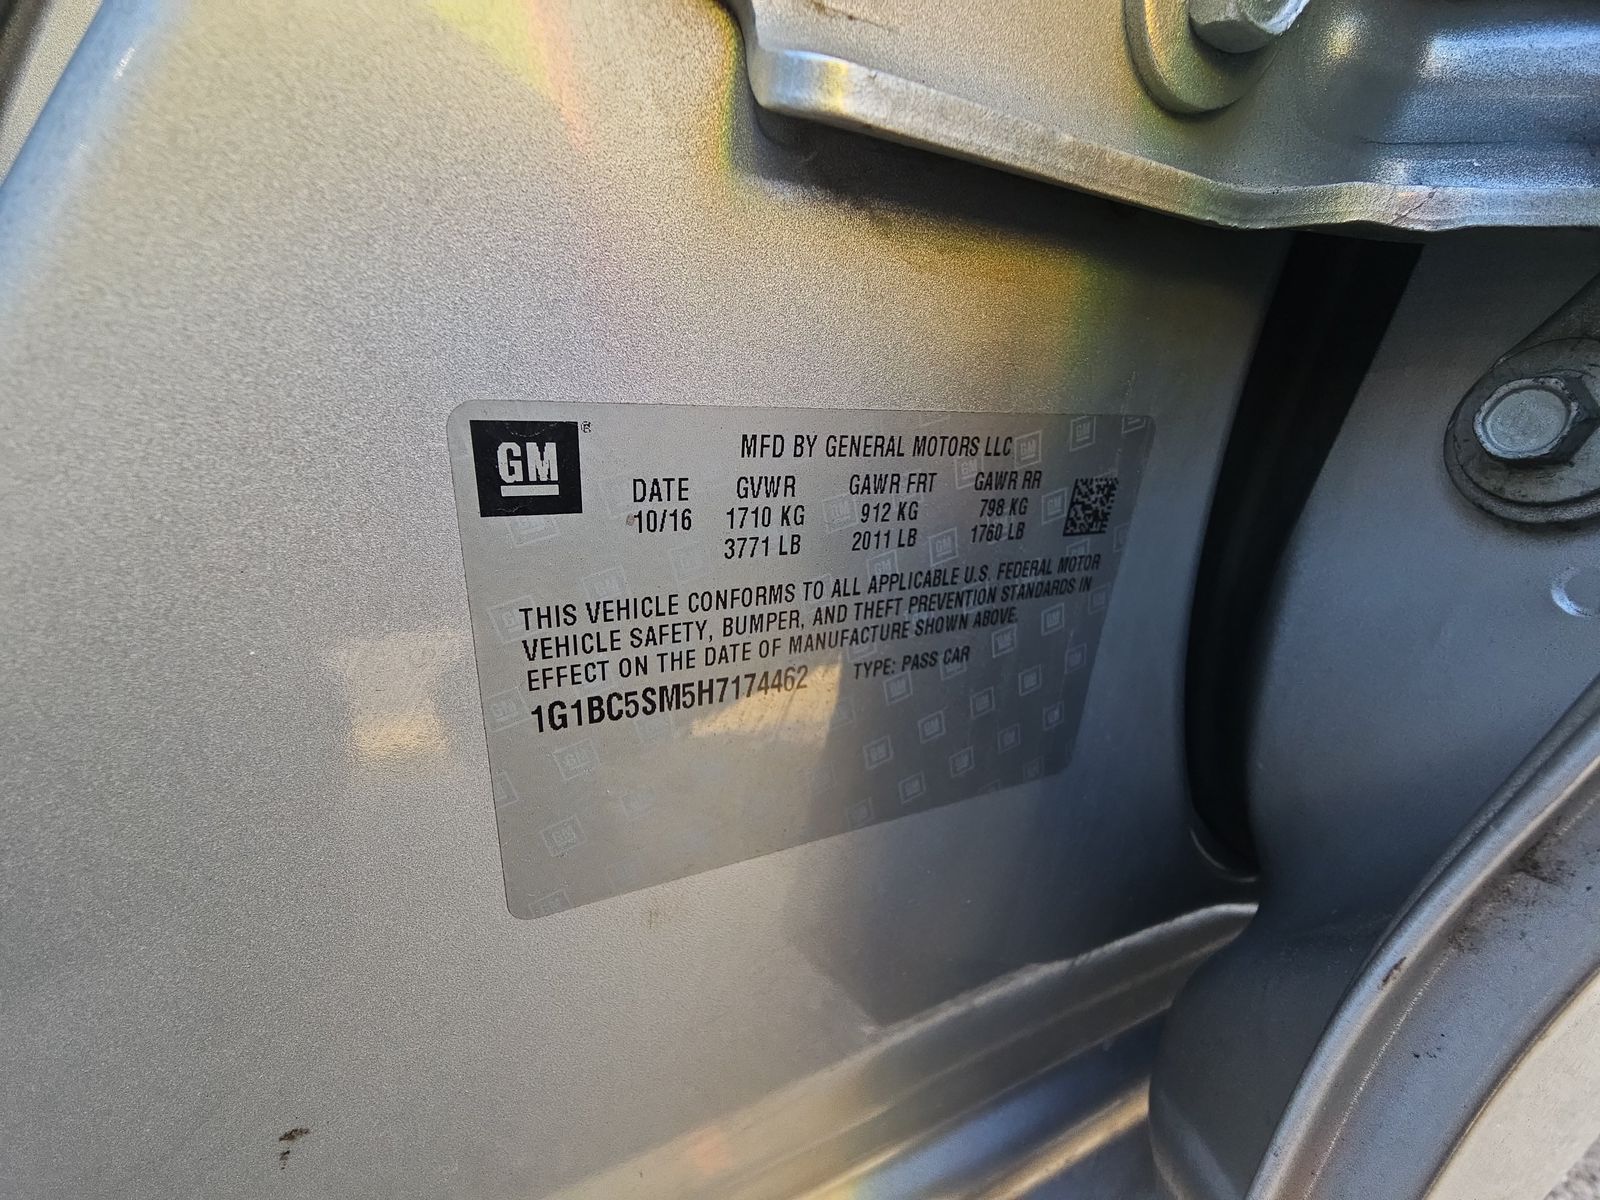 GM ®
MFD BY GENERAL MOTORS LLC
DATE GVWR GAWR FRT GAWR RR
10/16 1710 KG 912 KG 798 KG
3771 LB 2011 LB 1760 LB
THIS VEHICLE CONFORMS TO ALL APPLICABLE U.S. FEDERAL MOTOR
VEHICLE SAFETY, BUMPER, AND THEFT PREVENTION STANDARDS IN
EFFECT ON THE DATE OF MANUFACTURE SHOWN ABOVE.
1G1BC5SM5H7174462 TYPE: PASS CAR